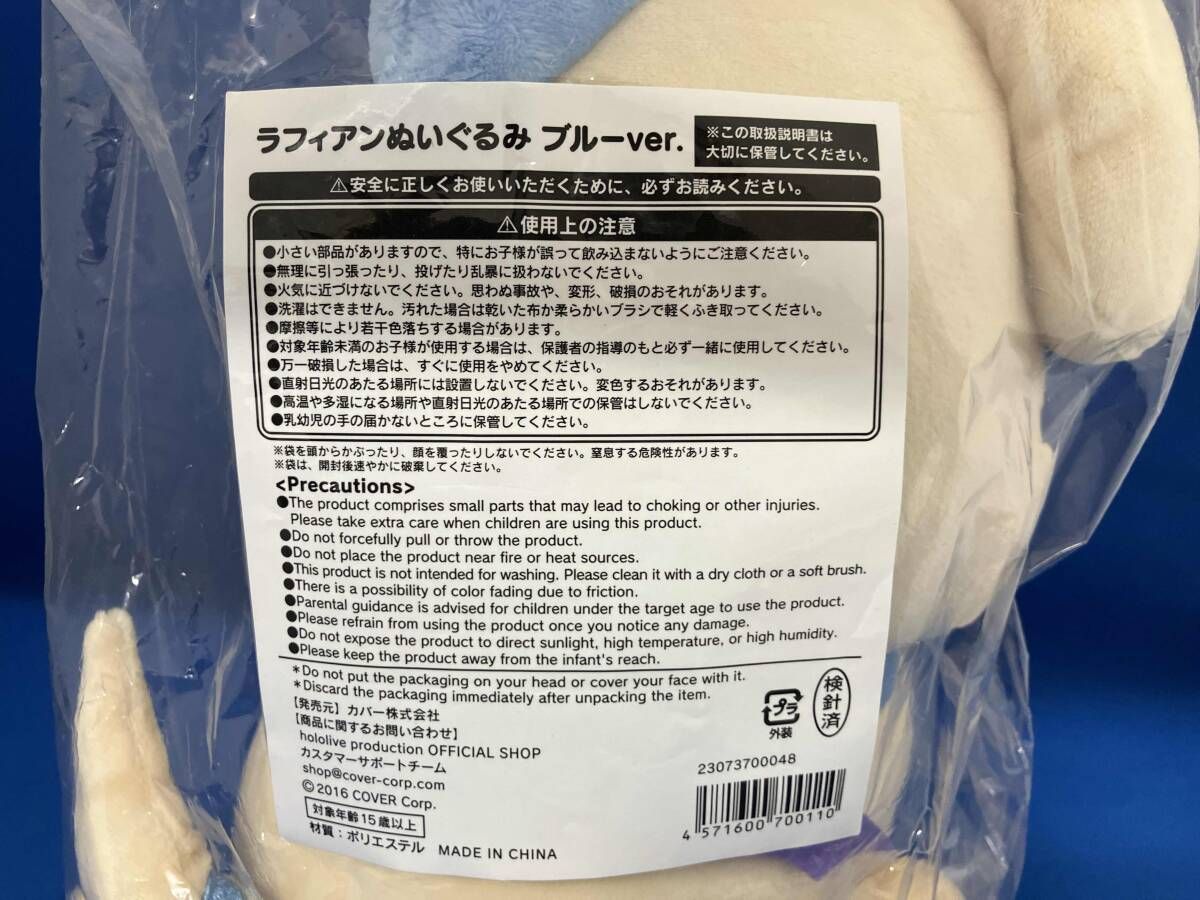 ラフィアンぬいぐるみ ブルーver.
※この取扱説明書は
大切に保管してください。
⚠安全に正しくお使いいただくために、必ずお読みください。
⚠使用上の注意
●小さい部品がありますので、特にお子様が誤って飲み込まないようにご注意ください。
●無理に引っ張ったり、投げたり乱暴に扱わないでください。
●火気に近づけないでください。思わぬ事故や、変形、破損のおそれがあります。
●洗濯はできません。汚れた場合は乾いた布か柔らかいブラシで軽くふき取ってください。
●摩擦等により若干色落ちする場合があります。
●対象年齢未満のお子様が使用する場合は、保護者の指導のもと必ず一緒に使用してください。
●万一破損した場合は、すぐに使用をやめてください。
●直射日光のあたる場所には設置しないでください。変色するおそれがあります。
●高温や多湿になる場所や直射日光のあたる場所での保管はしないでください。
●乳幼児の手の届かないところに保管してください。
※袋を頭からかぶったり、顔を覆ったりしないでください。窒息する危険性があります。
※袋は、開封後速やかに破棄してください。
<Precautions>
●The product comprises small parts that may lead to choking or other injuries.
Please take extra care when children are using this product.
●Do not forcefully pull or throw the product.
●Do not place the product near fire or heat sources.
●This product is not intended for washing. Please clean it with a dry cloth or a soft brush.
●There is a possibility of color fading due to friction.
●Parental guidance is advised for children under the target age to use the product.
●Please refrain from using the product once you notice any damage.
●Do not expose the product to direct sunlight, high temperature, or high humidity.
●Please keep the product away from the infant's reach.
*Do not put the packaging on your head or cover your face with it.
*Discard the packaging immediately after unpacking the item.
【発売元】カバー株式会社
【商品に関するお問い合わせ】
hololive production OFFICIAL SHOP
カスタマーサポートチーム
shop@cover-corp.com
©2016 COVER Corp.
対象年齢15歳以上
材質：ポリエステル MADE IN CHINA
プラ
外装
検針済
23073700048
4 571600 700110